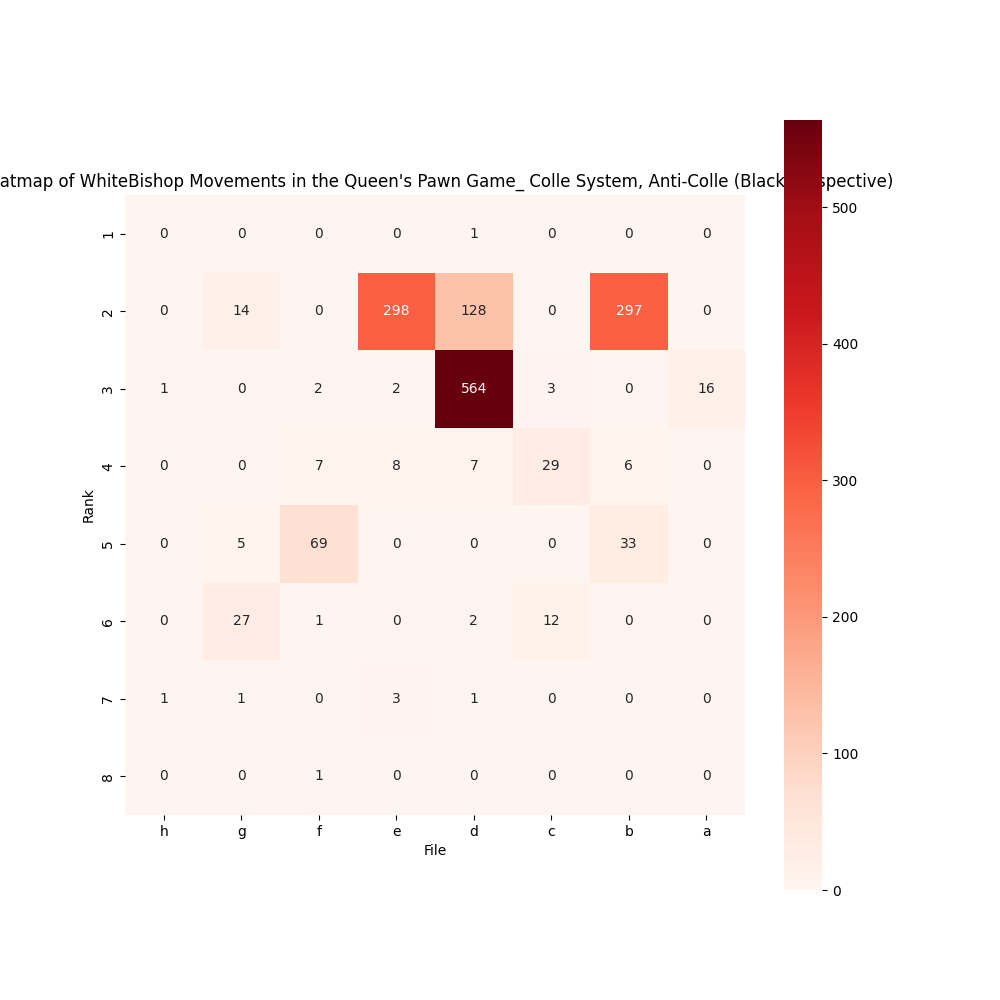 atmap of WhiteBishop Movements in the Queen's Pawn Game_ Colle System, Anti-Colle (Black spective)
1 0 0 0 0 1 0 0 0
2 0 14 0 298 128 0 297 0
3 1 0 2 2 564 3 0 16
4 0 0 7 8 7 29 6 0
5 0 5 69 0 0 0 33 0
6 0 27 1 0 2 12 0 0
7 1 1 0 3 1 0 0 0
8 0 0 1 0 0 0 0 0
h g f e d c b a
Rank
File
500
400
300
200
100
0